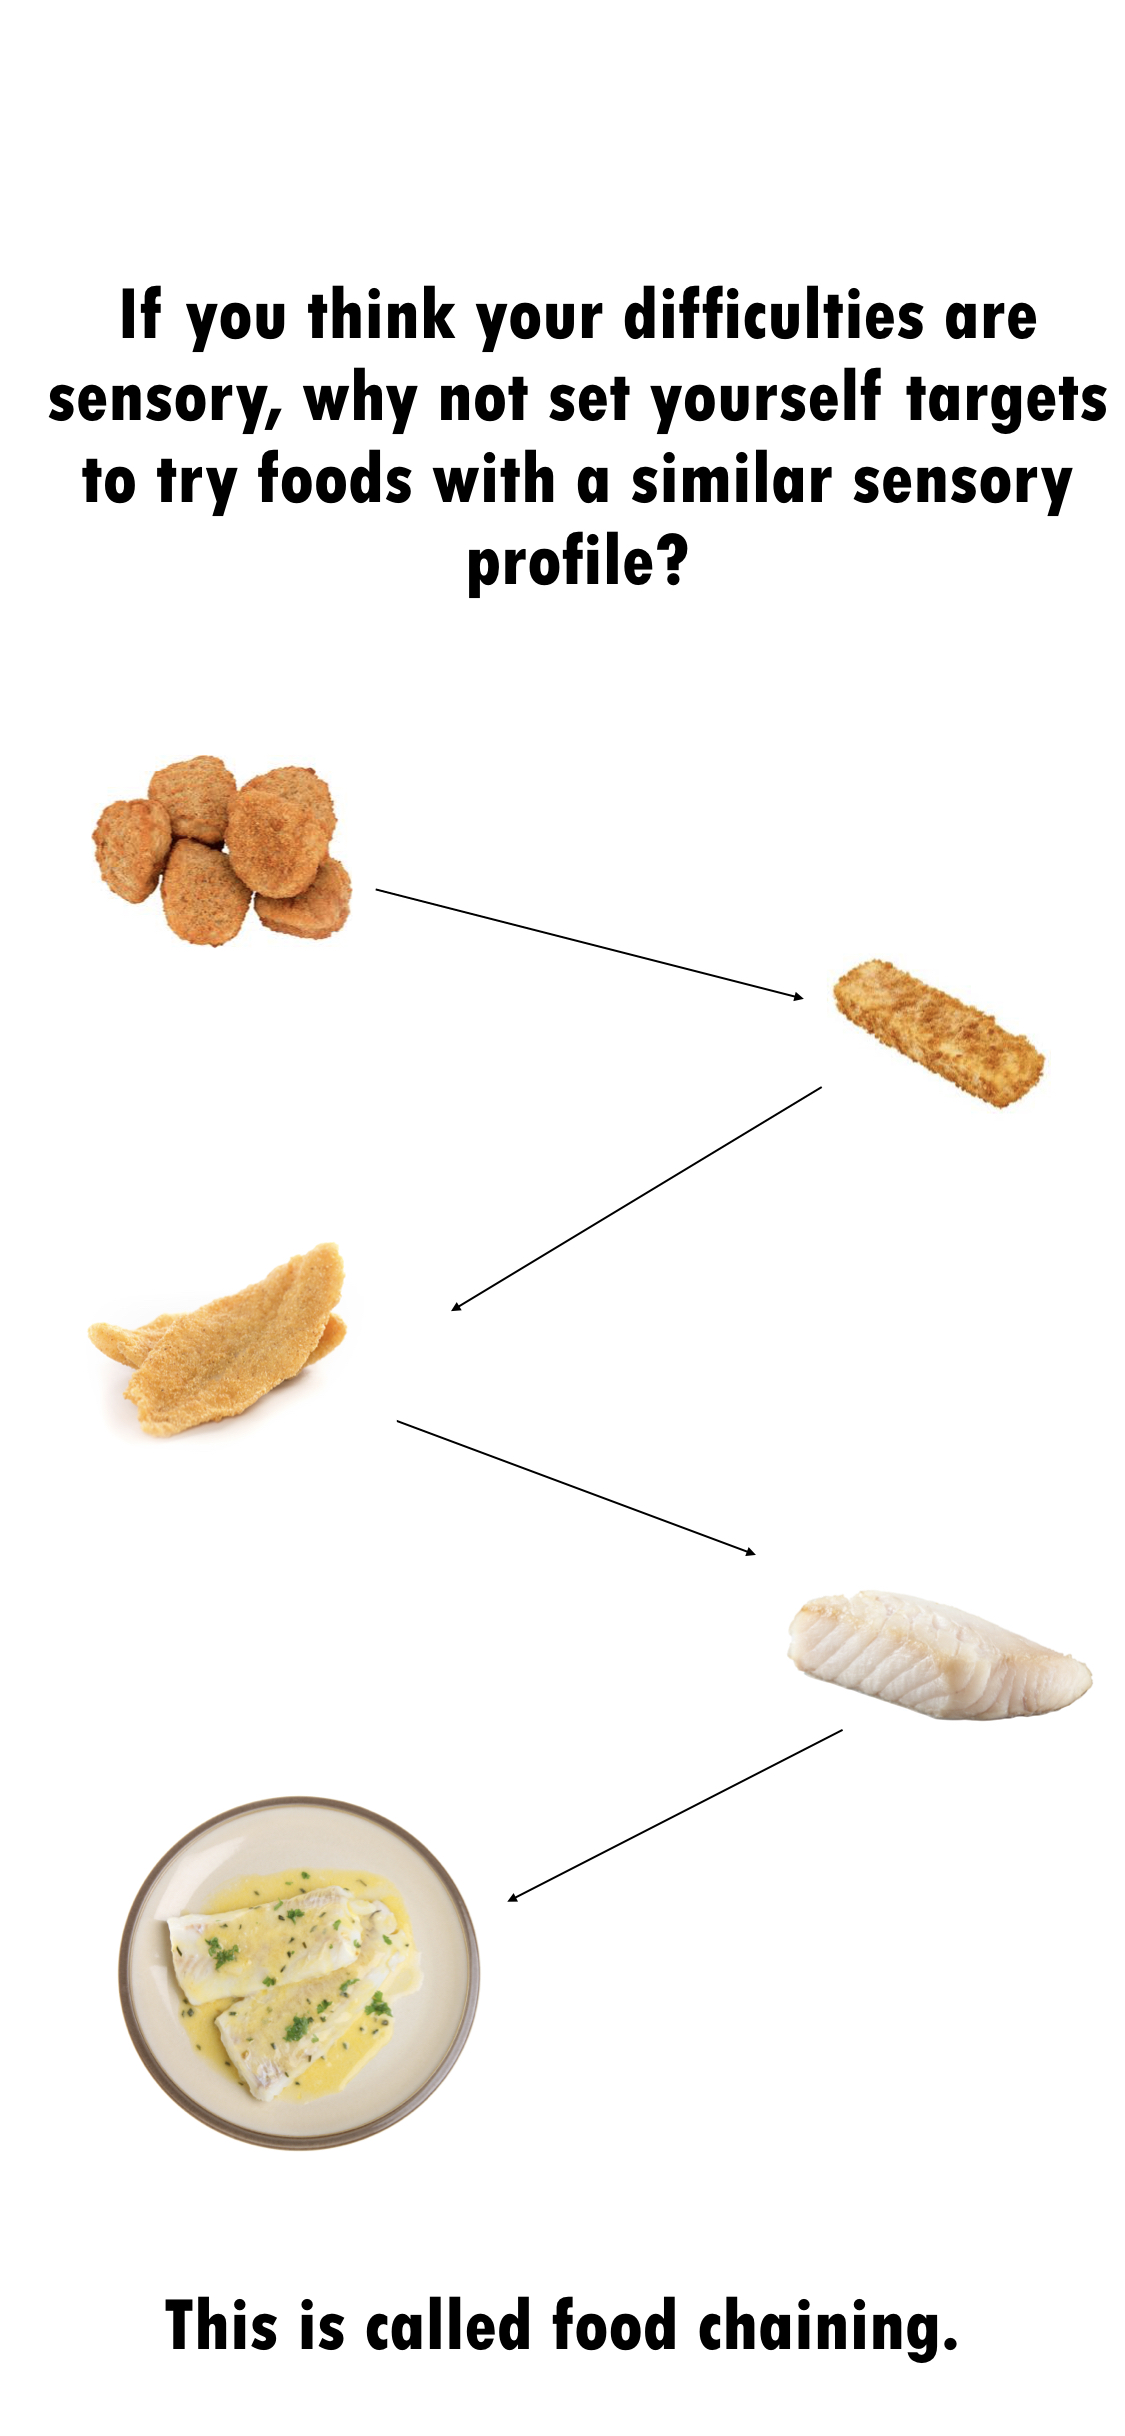 If you think your difficulties are
sensory, why not set yourself targets
to try foods with a similar sensory
profile?
This is called food chaining.